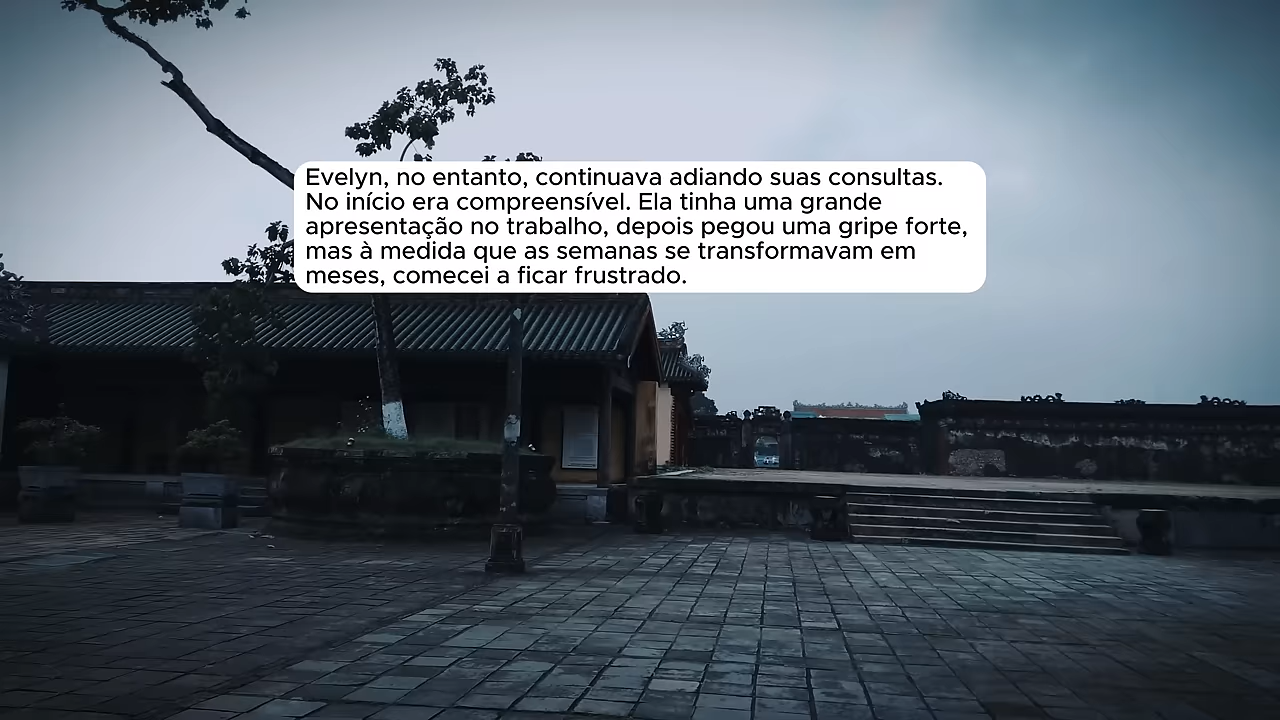 Evelyn, no entanto, continuava adiando suas consultas.
No início era compreensível. Ela tinha uma grande
apresentação no trabalho, depois pegou uma gripe forte,
mas à medida que as semanas se transformavam em
meses, comecei a ficar frustrado.